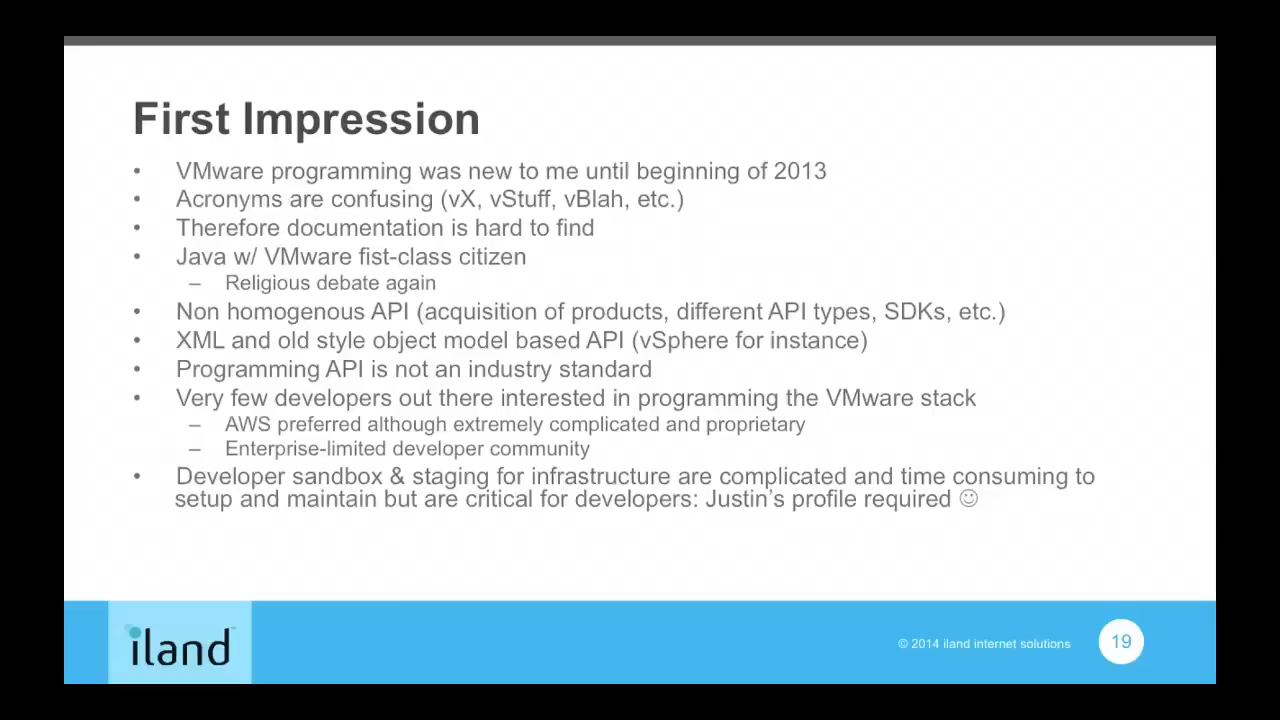 First Impression
• VMware programming was new to me until beginning of 2013
• Acronyms are confusing (vX, vStuff, vBlah, etc.)
• Therefore documentation is hard to find
• Java w/ VMware fist-class citizen
– Religious debate again
• Non homogenous API (acquisition of products, different API types, SDKs, etc.)
• XML and old style object model based API (vSphere for instance)
• Programming API is not an industry standard
• Very few developers out there interested in programming the VMware stack
– AWS preferred although extremely complicated and proprietary
– Enterprise-limited developer community
• Developer sandbox & staging for infrastructure are complicated and time consuming to
setup and maintain but are critical for developers: Justin’s profile required ☺
iland
© 2014 iland internet solutions
19